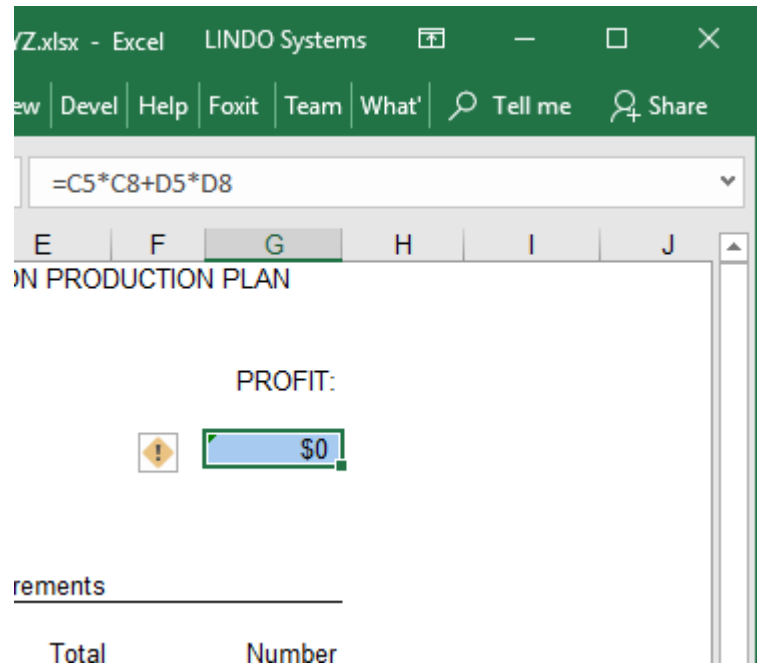 YZ.xlsx - Excel LINDO Systems
ew Devel Help Foxit Team What' Tell me Share
=C5*C8+D5*D8
E F G H I J
ON PRODUCTION PLAN
PROFIT:
$0
rements
Total Number